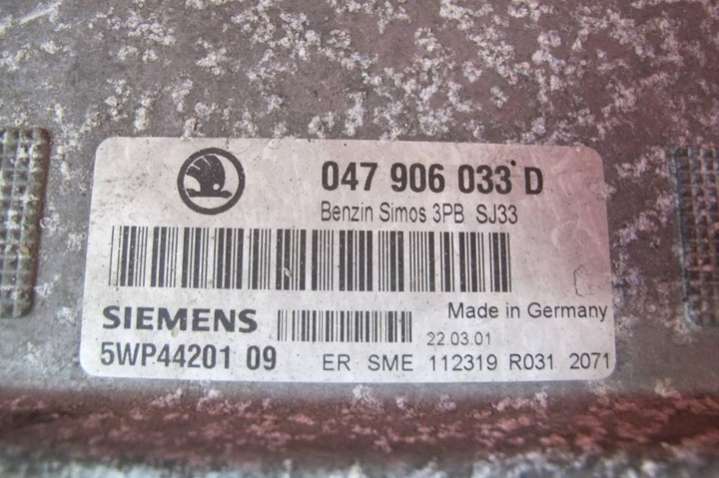 047 906 033 D
Benzin Simos 3PB SJ33
Made in Germany
SIEMENS
22.03.01
5WP44201 09
ER SME 112319 R031 2071